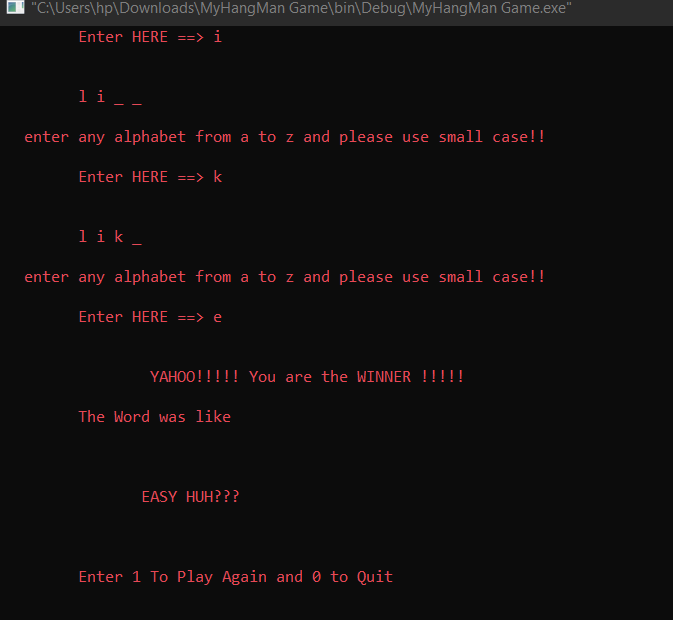 "C:\Users\hp\Downloads\MyHangMan Game\bin\Debug\MyHangMan Game.exe"
Enter HERE ==> i
l i _ _
enter any alphabet from a to z and please use small case!!
Enter HERE ==> k
l i k _
enter any alphabet from a to z and please use small case!!
Enter HERE ==> e
YAHOO!!!!! You are the WINNER !!!!!
The Word was like
EASY HUH???
Enter 1 To Play Again and 0 to Quit